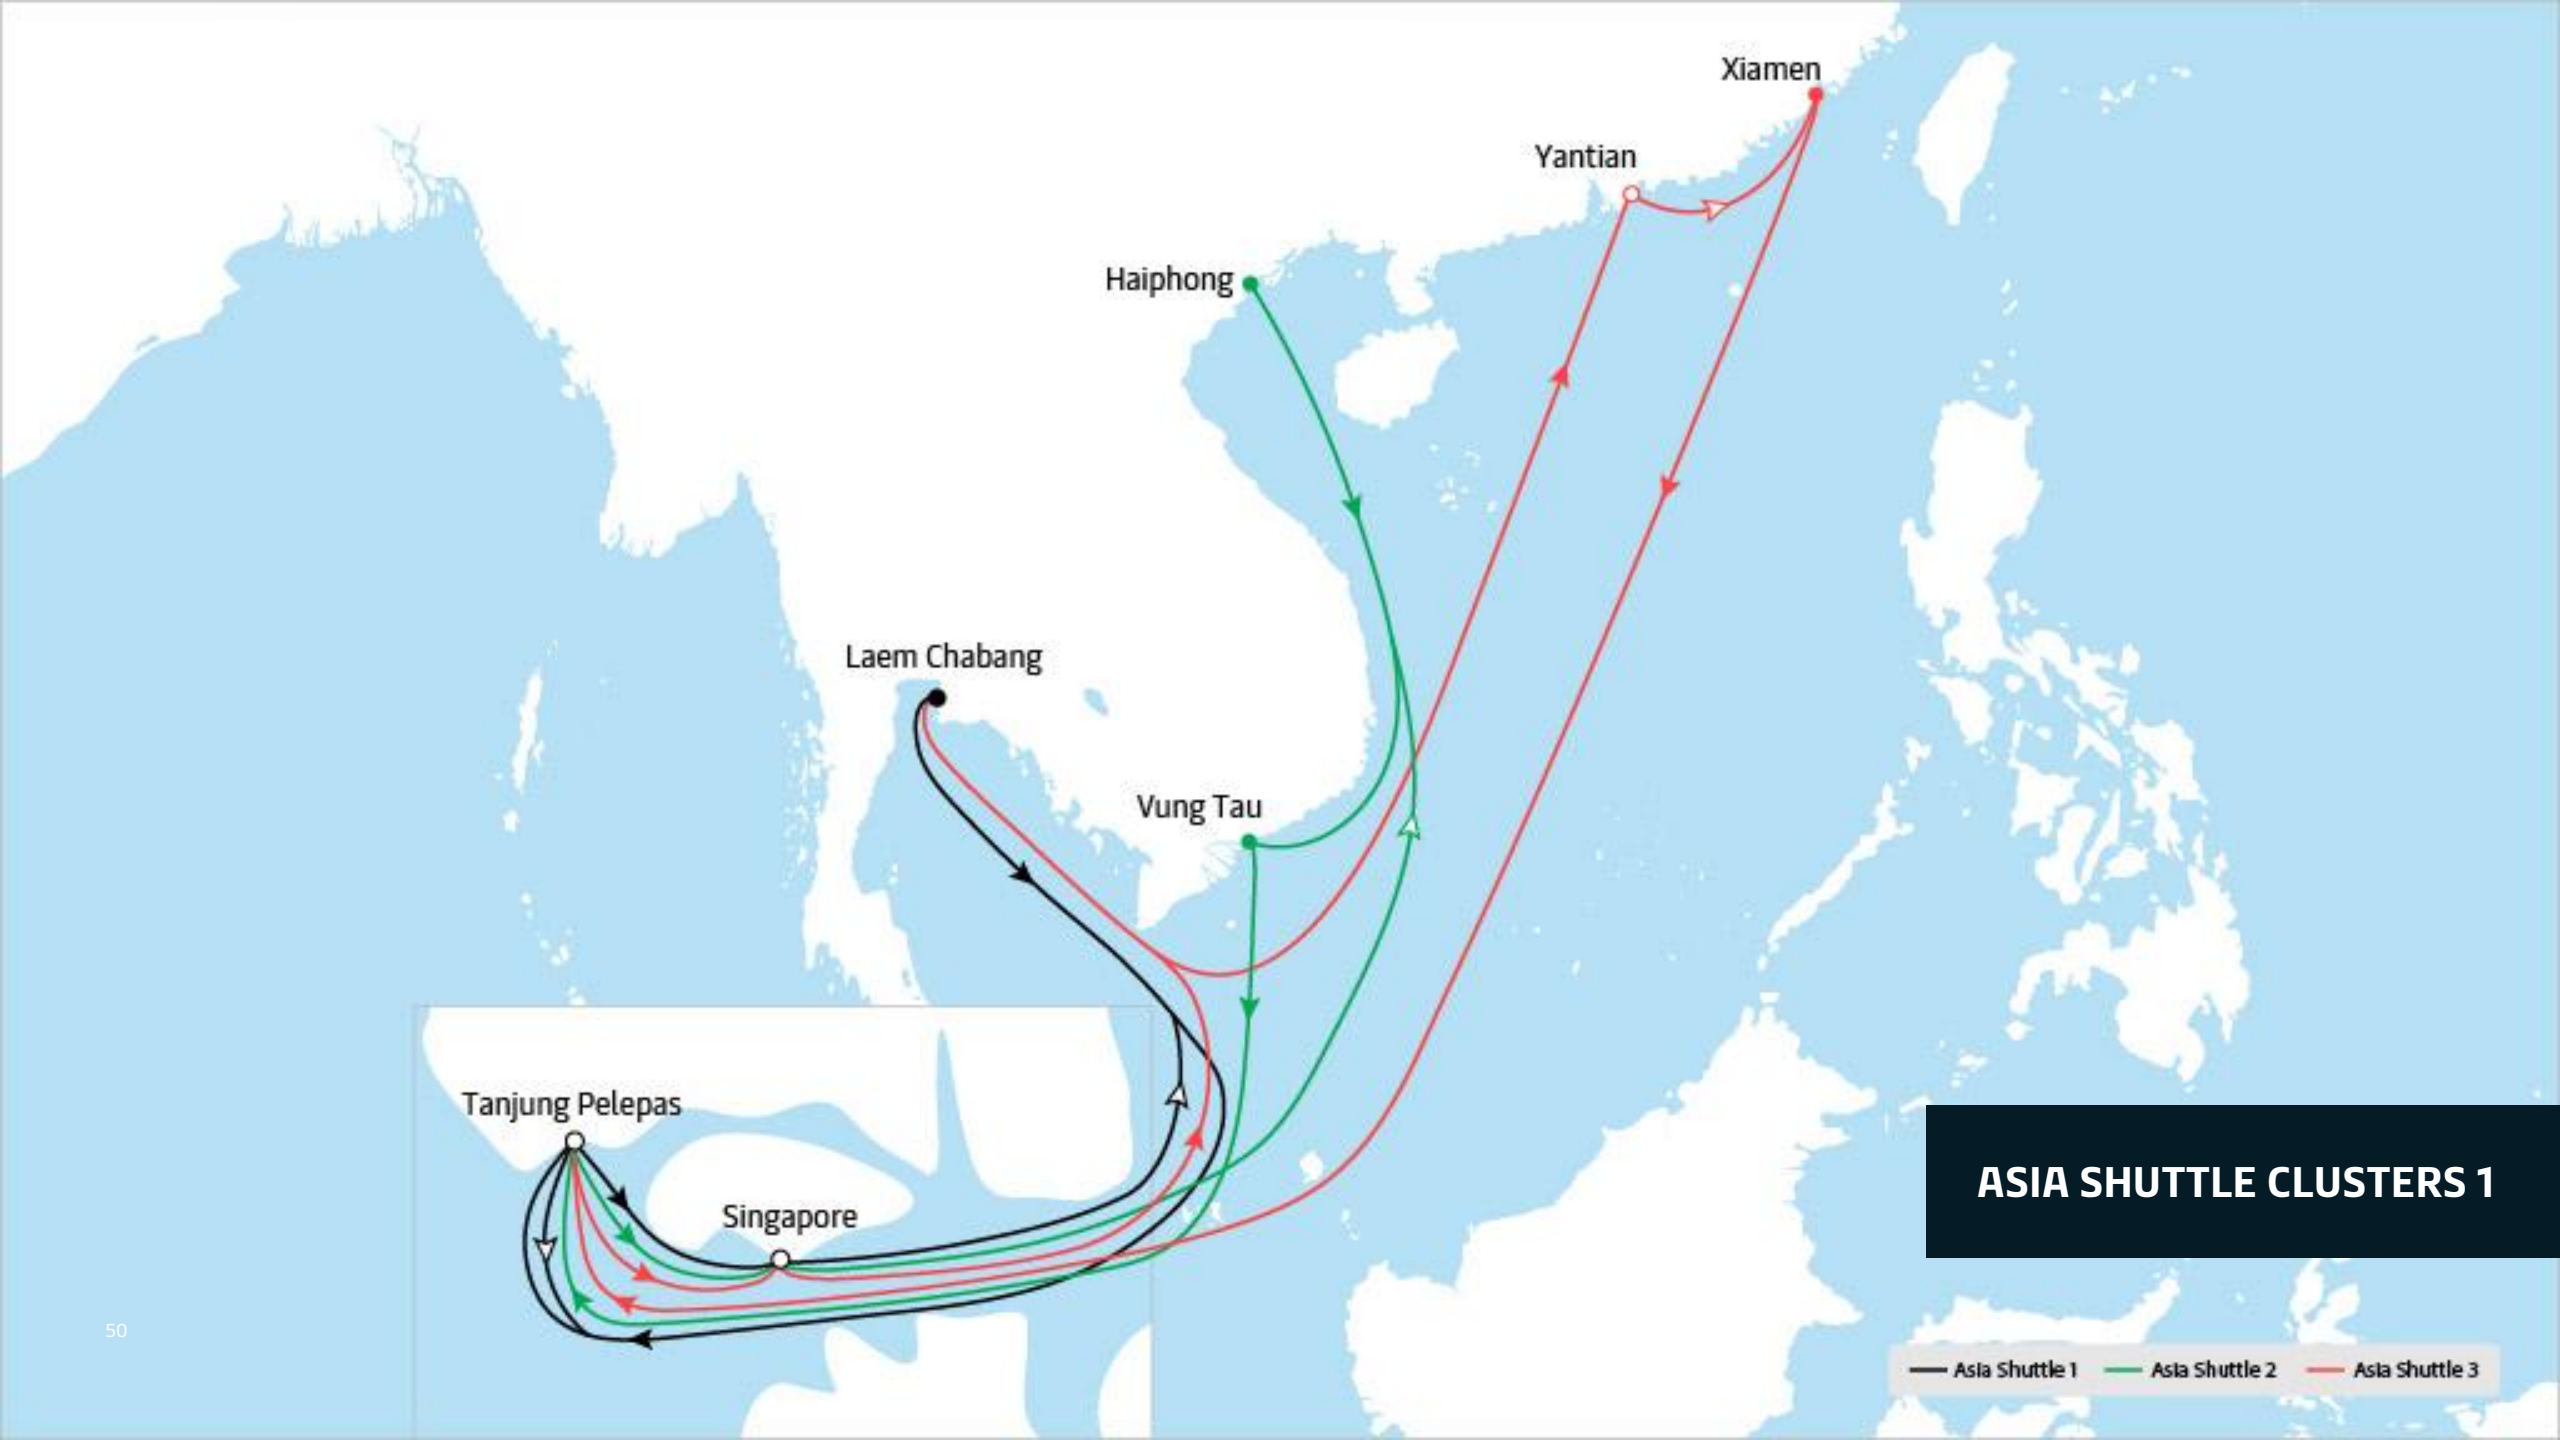 Xiamen
Yantian
Haiphong
Laem Chabang
Vung Tau
Tanjung Pelepas
Singapore
ASIA SHUTTLE CLUSTERS 1
50
Asia Shuttle 1
Asia Shuttle 2
Asia Shuttle 3